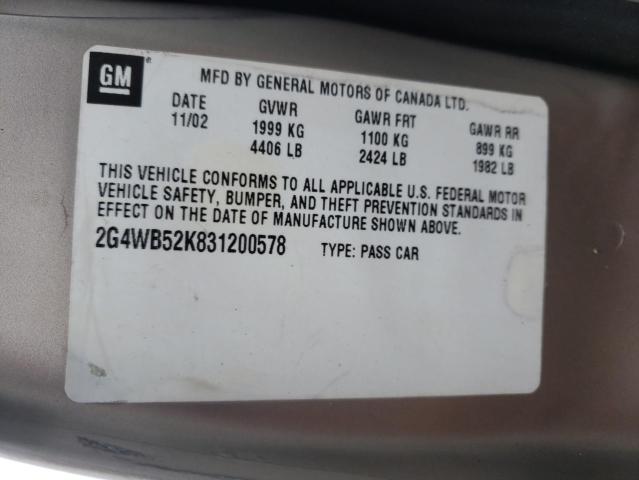 GM
MFD BY GENERAL MOTORS OF CANADA LTD.
DATE GVWR GAWR FRT GAWR RR
11/02 1999 KG 1100 KG 899 KG
4406 LB 2424 LB 1982 LB
THIS VEHICLE CONFORMS TO ALL APPLICABLE U.S. FEDERAL MOTOR
VEHICLE SAFETY, BUMPER, AND THEFT PREVENTION STANDARDS IN
EFFECT ON THE DATE OF MANUFACTURE SHOWN ABOVE.
2G4WB52K831200578 TYPE: PASS CAR